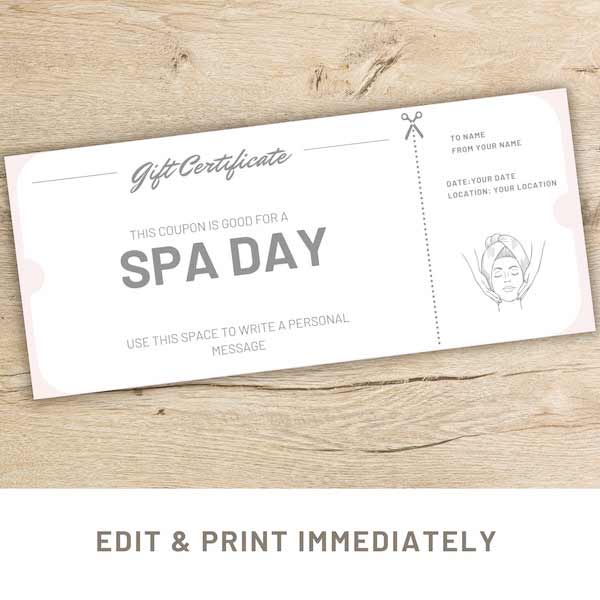 Gift Certificate
THIS COUPON IS GOOD FOR A
SPA DAY
USE THIS SPACE TO WRITE A PERSONAL
MESSAGE
TO NAME
FROM YOUR NAME
DATE:YOUR DATE
LOCATION: YOUR LOCATION
EDIT & PRINT IMMEDIATELY